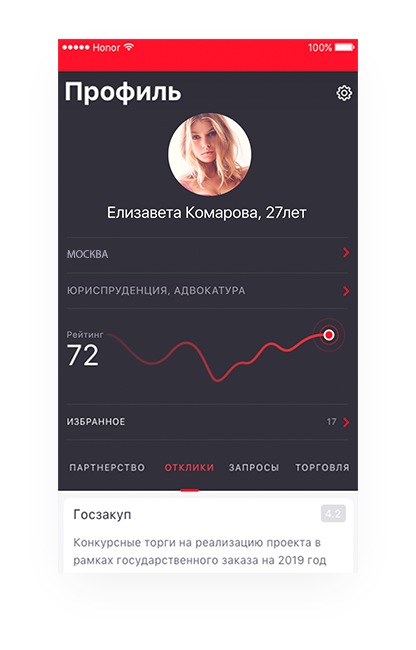 Honor 100%
Профиль
Елизавета Комарова, 27лет
МОСКВА
ЮРИСПРУДЕНЦИЯ, АДВОКАТУРА
Рейтинг
72
ИЗБРАННОЕ 17
ПАРТНЕРСТВО ОТКЛИКИ ЗАПРОСЫ ТОРГОВЛЯ
Госзакуп 4.2
Конкурсные торги на реализацию проекта в
рамках государственного заказа на 2019 год